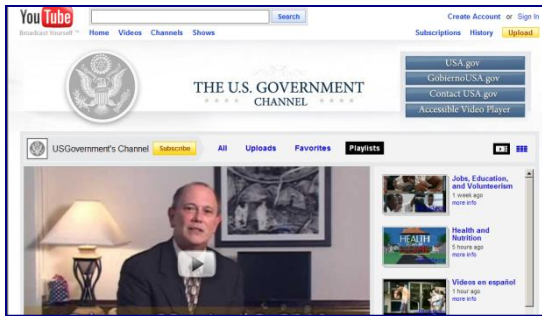 YouTube
Search
Create Account or Sign In
Broadcast Yourself ™
Home Videos Channels Shows
Subscriptions History Upload
THE U.S. GOVERNMENT
CHANNEL
USA.gov
GobiernoUSA.gov
Contact USA.gov
Accessible Video Player
USGovernment's Channel Subscribe All Uploads Favorites Playlists
Jobs, Education,
and Volunteerism
1 week ago
more info
HEALTH
Health and
Nutrition
5 hours ago
more info
Videos en español
1 hour ago
more info